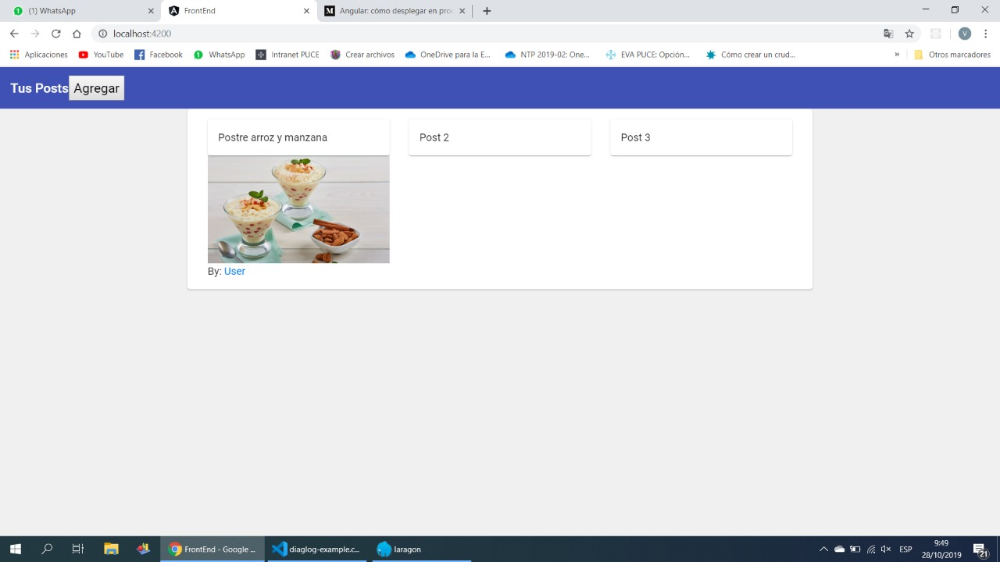 (1) WhatsApp
FrontEnd
Angular: cómo desplegar en pro
localhost:4200
Aplicaciones YouTube Facebook WhatsApp Intranet PUCE Crear archivos OneDrive para la E... NTP 2019-02: One... EVA PUCE: Opción... Cómo crear un crud... » Otros marcadores
Tus Posts Agregar
Postre arroz y manzana Post 2 Post 3
By: User
FrontEnd - Google ... diaglog-example.c... laragon
ESP
9:49
28/10/2019
21